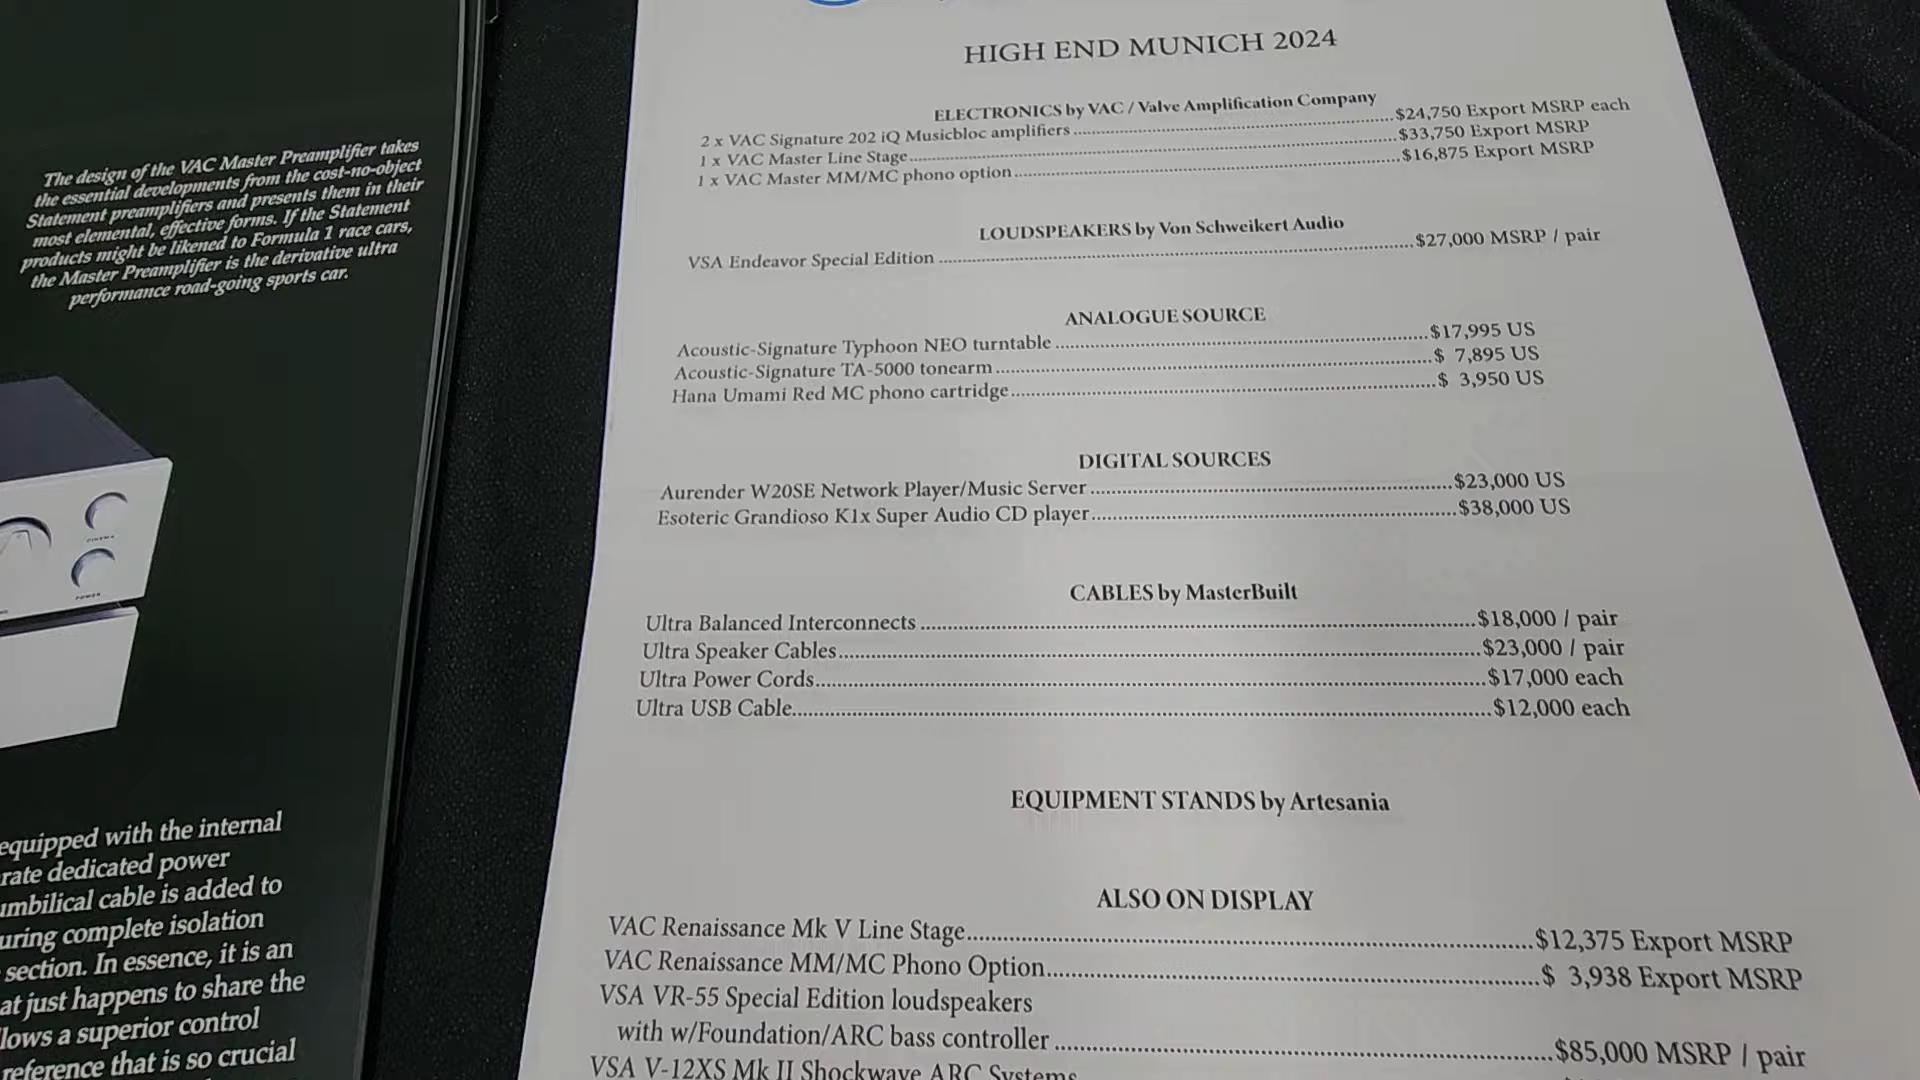 The design of the VAC Master Preamplifier takes
the essential developments from the cost-no-object
Statement preamplifiers and presents them in their
most elemental, effective forms. If the Statement
products might be likened to Formula 1 race cars,
the Master Preamplifier is the derivative ultra
performance road-going sports car.
CINEMA
POWER
equipped with the internal
rate dedicated power
umbilical cable is added to
uring complete isolation
section. In essence, it is an
at just happens to share the
lows a superior control
reference that is so crucial
HIGH END MUNICH 2024
ELECTRONICS by VAC / Valve Amplification Company
2 x VAC Signature 202 iQ Musicbloc amplifiers ........ $24,750 Export MSRP each
1 x VAC Master Line Stage ........ $33,750 Export MSRP
1 x VAC Master MM/MC phono option ........ $16,875 Export MSRP
LOUDSPEAKERS by Von Schweikert Audio
VSA Endeavor Special Edition ........ $27,000 MSRP / pair
ANALOGUE SOURCE
Acoustic-Signature Typhoon NEO turntable ........ $17,995 US
Acoustic-Signature TA-5000 tonearm ........ $ 7,895 US
Hana Umami Red MC phono cartridge ........ $ 3,950 US
DIGITAL SOURCES
Aurender W20SE Network Player/Music Server ........ $23,000 US
Esoteric Grandioso K1x Super Audio CD player ........ $38,000 US
CABLES by MasterBuilt
Ultra Balanced Interconnects ........ $18,000 / pair
Ultra Speaker Cables ........ $23,000 / pair
Ultra Power Cords ........ $17,000 each
Ultra USB Cable ........ $12,000 each
EQUIPMENT STANDS by Artesania
ALSO ON DISPLAY
VAC Renaissance Mk V Line Stage ........ $12,375 Export MSRP
VAC Renaissance MM/MC Phono Option ........ $ 3,938 Export MSRP
VSA VR-55 Special Edition loudspeakers
with w/Foundation/ARC bass controller ........ $85,000 MSRP / pair
VSA V-12XS Mk II Shockwave ARC Systems